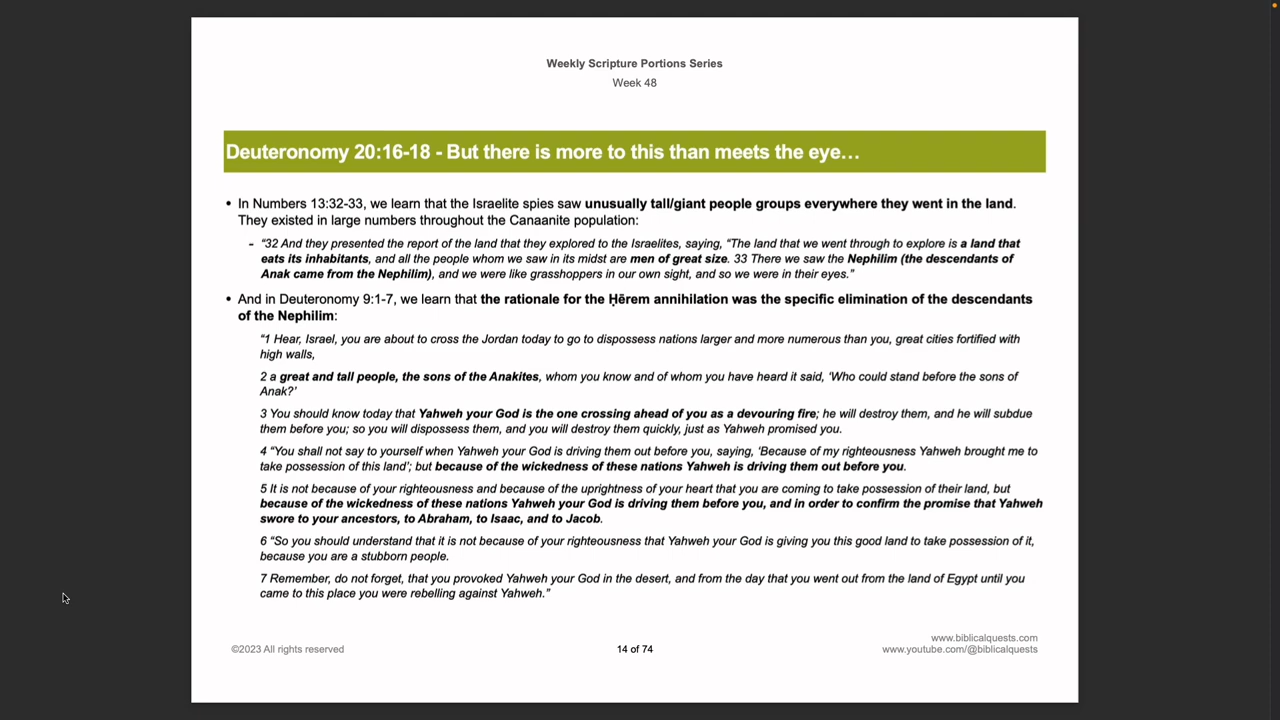 Weekly Scripture Portions Series
Week 48
Deuteronomy 20:16-18 - But there is more to this than meets the eye…
• In Numbers 13:32-33, we learn that the Israelite spies saw unusually tall/giant people groups everywhere they went in the land.
They existed in large numbers throughout the Canaanite population:
- “32 And they presented the report of the land that they explored to the Israelites, saying, “The land that we went through to explore is a land that
eats its inhabitants, and all the people whom we saw in its midst are men of great size. 33 There we saw the Nephilim (the descendants of
Anak came from the Nephilim), and we were like grasshoppers in our own sight, and so we were in their eyes.”
• And in Deuteronomy 9:1-7, we learn that the rationale for the Ḥērem annihilation was the specific elimination of the descendants
of the Nephilim:
“1 Hear, Israel, you are about to cross the Jordan today to go to dispossess nations larger and more numerous than you, great cities fortified with
high walls,
2 a great and tall people, the sons of the Anakites, whom you know and of whom you have heard it said, ‘Who could stand before the sons of
Anak?’
3 You should know today that Yahweh your God is the one crossing ahead of you as a devouring fire; he will destroy them, and he will subdue
them before you; so you will dispossess them, and you will destroy them quickly, just as Yahweh promised you.
4 “You shall not say to yourself when Yahweh your God is driving them out before you, saying, ‘Because of my righteousness Yahweh brought me to
take possession of this land’; but because of the wickedness of these nations Yahweh is driving them out before you.
5 It is not because of your righteousness and because of the uprightness of your heart that you are coming to take possession of their land, but
because of the wickedness of these nations Yahweh your God is driving them before you, and in order to confirm the promise that Yahweh
swore to your ancestors, to Abraham, to Isaac, and to Jacob.
6 “So you should understand that it is not because of your righteousness that Yahweh your God is giving you this good land to take possession of it,
because you are a stubborn people.
7 Remember, do not forget, that you provoked Yahweh your God in the desert, and from the day that you went out from the land of Egypt until you
came to this place you were rebelling against Yahweh.”
©2023 All rights reserved
14 of 74
www.biblicalquests.com
www.youtube.com/@biblicalquests